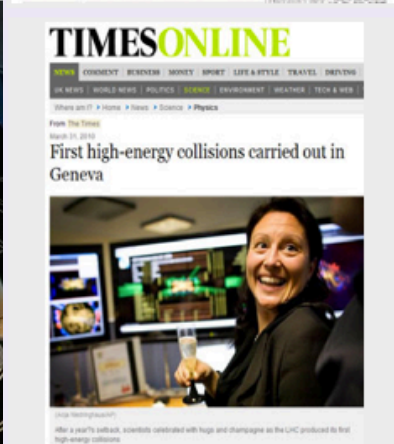 TIMESONLINE
NEWS COMMENT BUSINESS MONEY SPORT LIFE & STYLE TRAVEL DRIVING
UK NEWS WORLD NEWS POLITICS SCIENCE ENVIRONMENT WEATHER TECH & WEB
Where am I? Home News Science Physics
From The Times
March 31, 2010
First high-energy collisions carried out in
Geneva
After a year?s setback, scientists celebrated with hugs and champagne as the LHC produced its first
high-energy collisions